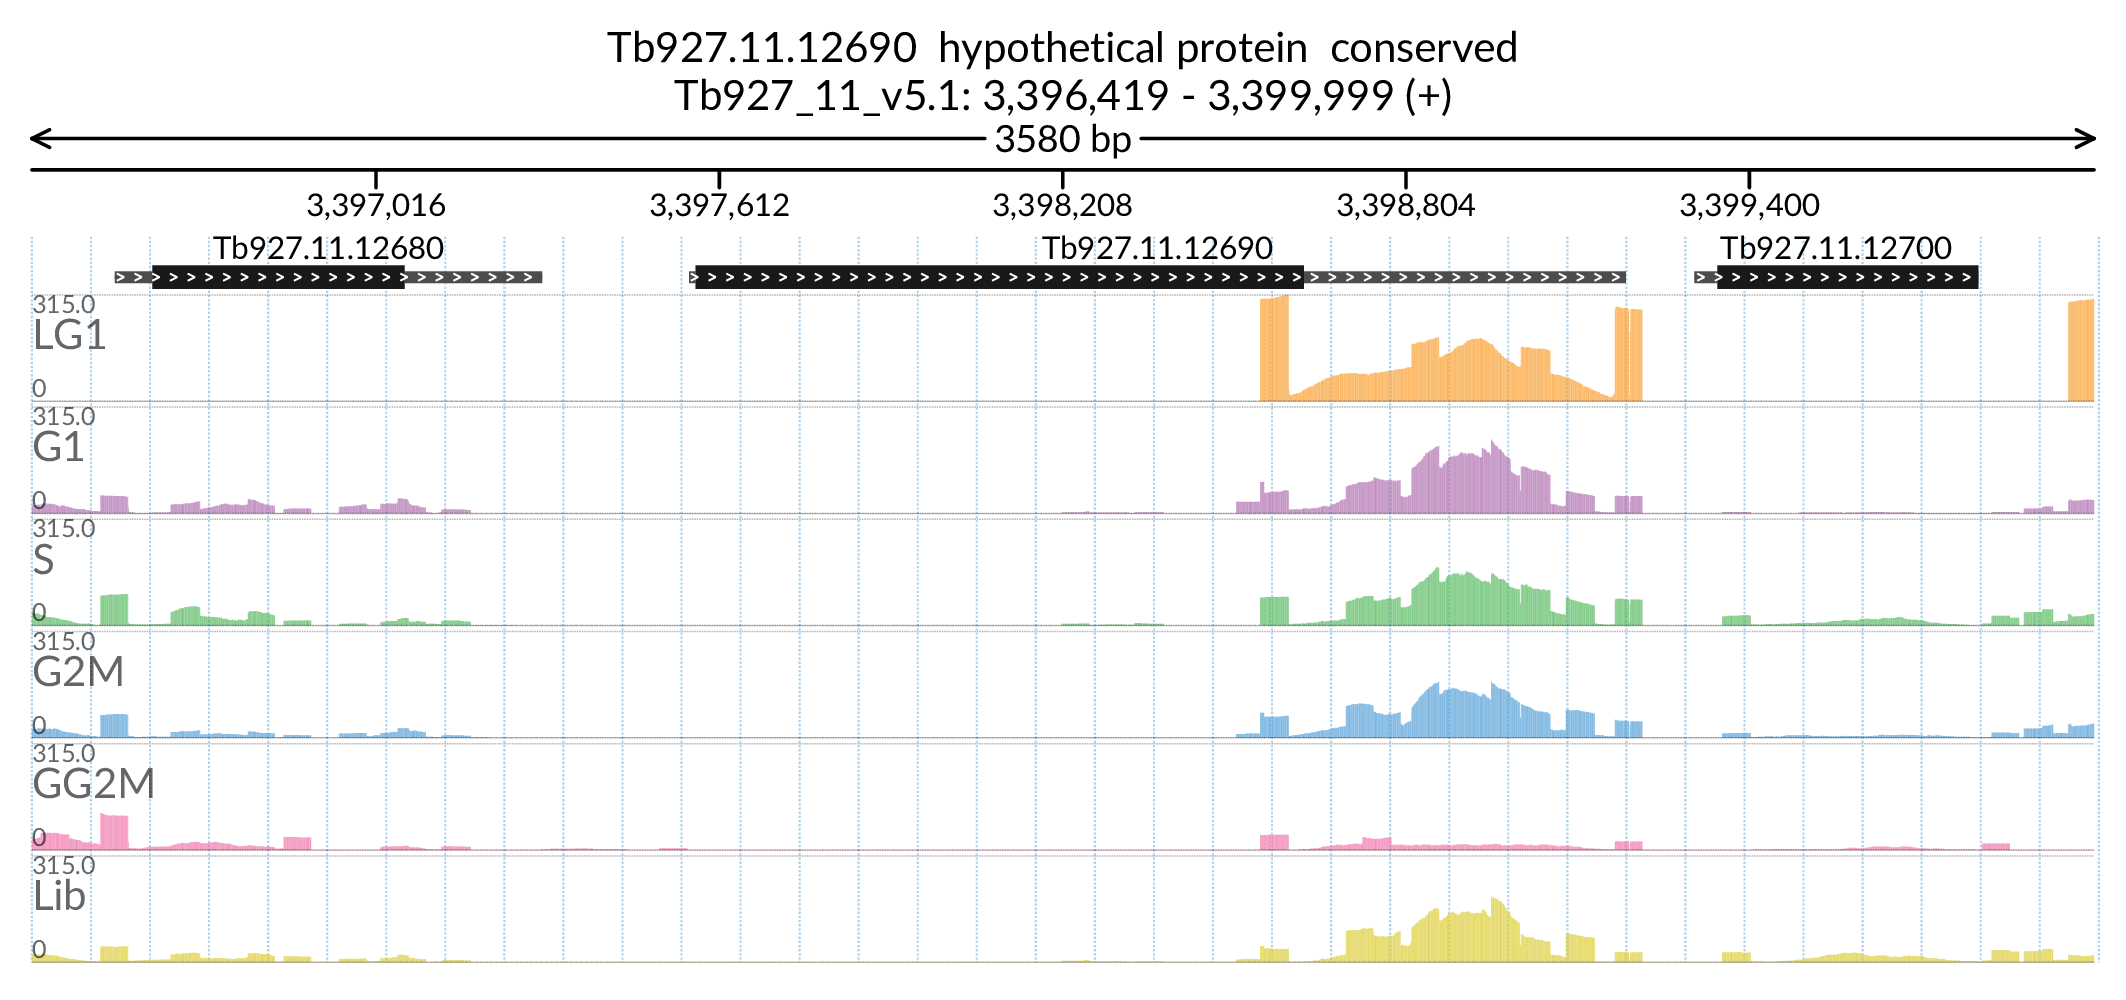 Tb927.11.12690  hypothetical protein  conserved
Tb927_11_v5.1: 3,396,419 - 3,399,999 (+)
3580 bp
3,397,016 3,397,612 3,398,208 3,398,804 3,399,400
Tb927.11.12680 Tb927.11.12690 Tb927.11.12700
315.0
LG1
0
315.0
G1
0
315.0
S
0
315.0
G2M
0
315.0
GG2M
0
315.0
Lib
0